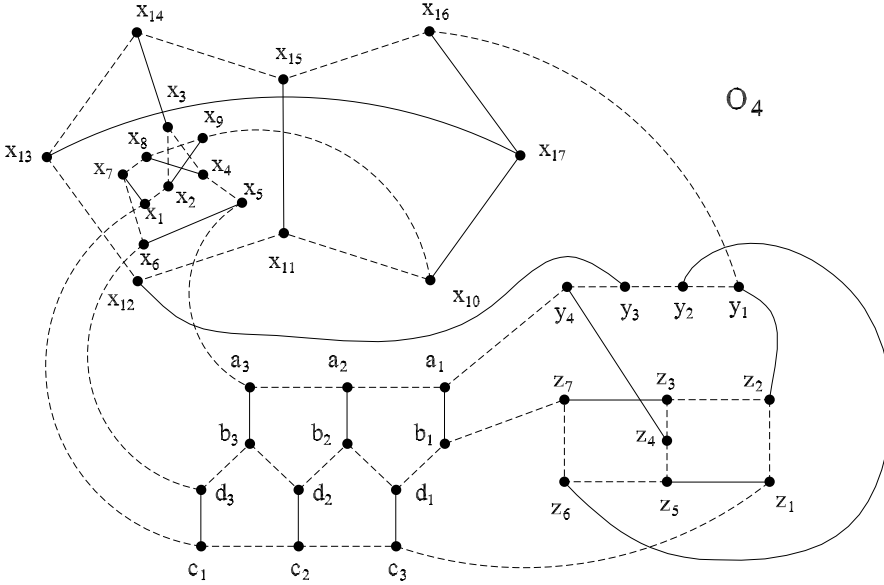 x₁₄
x₁₆
x₁₅
O₄
x₃
x₉
x₈
x₁₃
x₁₇
x₇
x₄
x₅
x₂
x₁
x₆
x₁₁
x₁₂
x₁₀
y₄
y₃
y₂
y₁
a₃
a₂
a₁
z₇
z₃
z₂
b₃
b₂
b₁
z₄
d₃
d₂
d₁
z₆
z₅
z₁
c₁
c₂
c₃